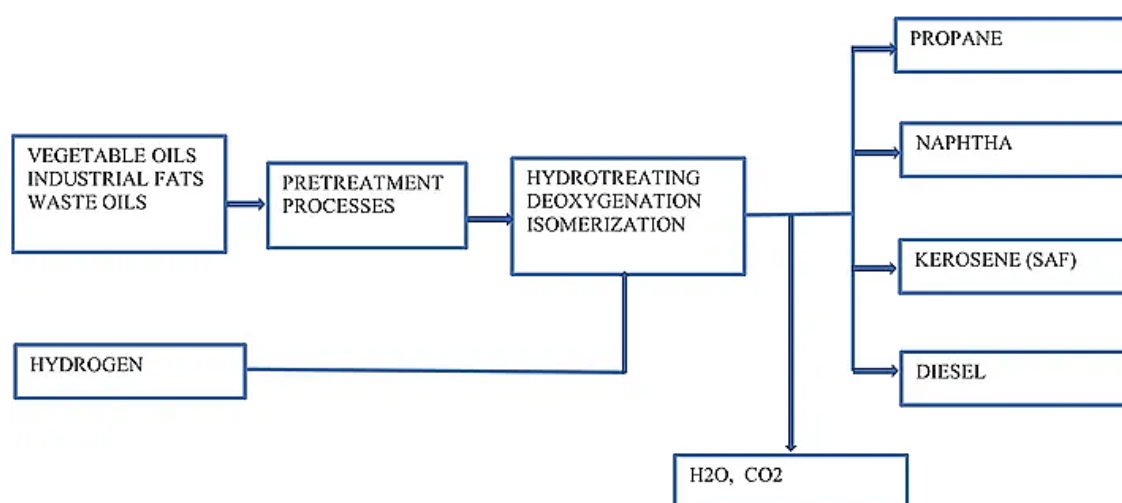 VEGETABLE OILS
INDUSTRIAL FATS
WASTE OILS
PRETREATMENT
PROCESSES
HYDROTREATING
DEOXYGENATION
ISOMERIZATION
HYDROGEN
PROPANE
NAPHTHA
KEROSENE (SAF)
DIESEL
H2O, CO2